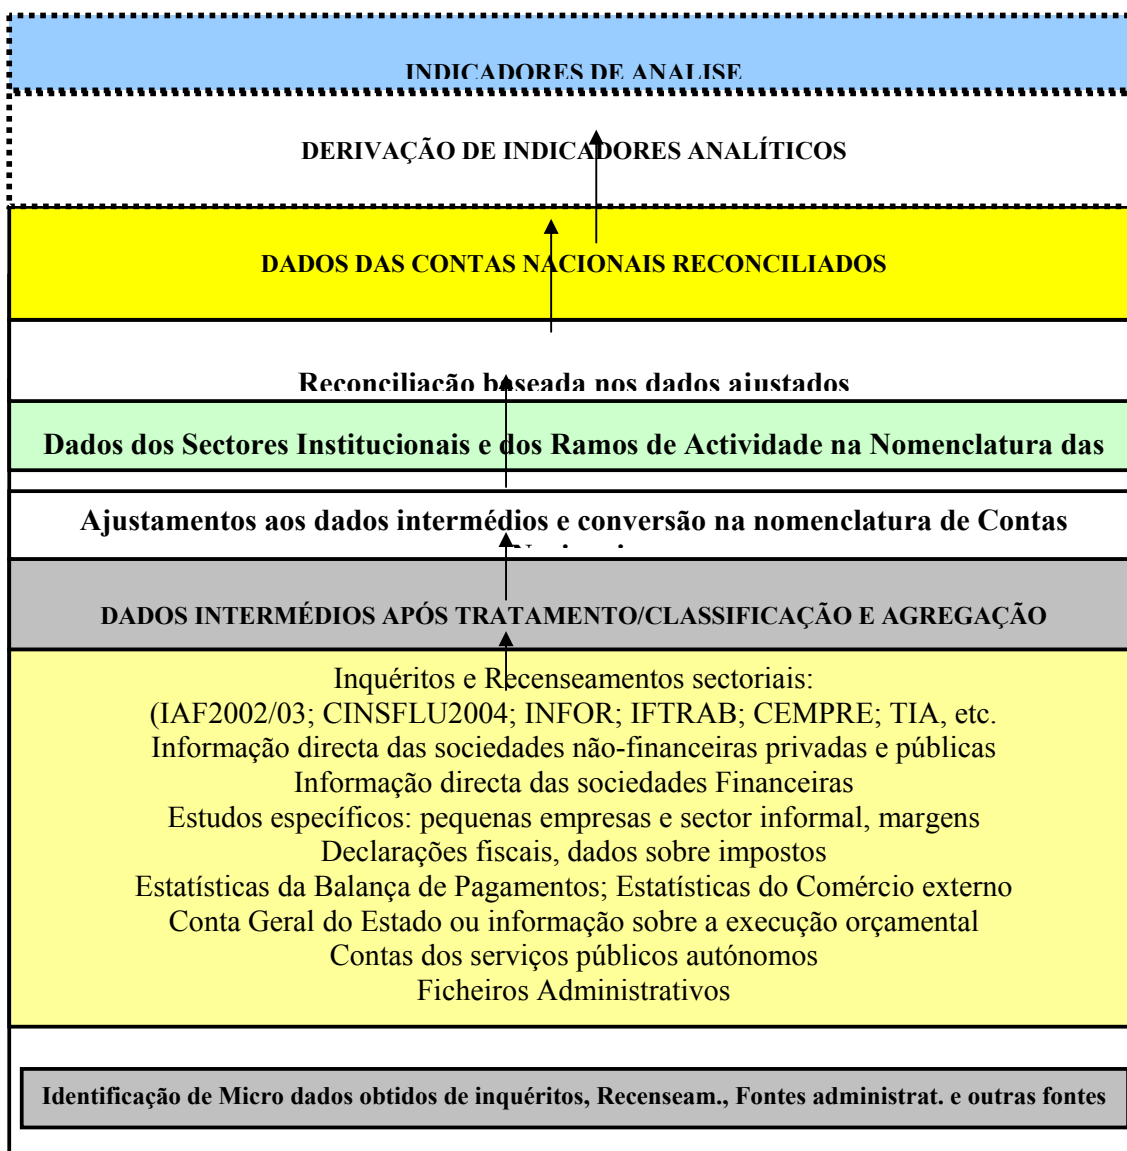 INDICADORES DE ANALISE
DERIVAÇÃO DE INDICADORES ANALÍTICOS
DADOS DAS CONTAS NACIONAIS RECONCILIADOS
Reconciliação baseada nos dados ajustados
Dados dos Sectores Institucionais e dos Ramos de Actividade na Nomenclatura das
Ajustamentos aos dados intermédios e conversão na nomenclatura de Contas
DADOS INTERMÉDIOS APÓS TRATAMENTO/CLASSIFICAÇÃO E AGREGAÇÃO
Inquéritos e Recenseamentos sectoriais:
(IAF2002/03; CINSFLU2004; INFOR; IFTRAB; CEMPRE; TIA, etc.
Informação directa das sociedades não-financeiras privadas e públicas
Informação directa das sociedades Financeiras
Estudos específicos: pequenas empresas e sector informal, margens
Declarações fiscais, dados sobre impostos
Estatísticas da Balança de Pagamentos; Estatísticas do Comércio externo
Conta Geral do Estado ou informação sobre a execução orçamental
Contas dos serviços públicos autónomos
Ficheiros Administrativos
Identificação de Micro dados obtidos de inquéritos, Recenseam., Fontes administrat. e outras fontes